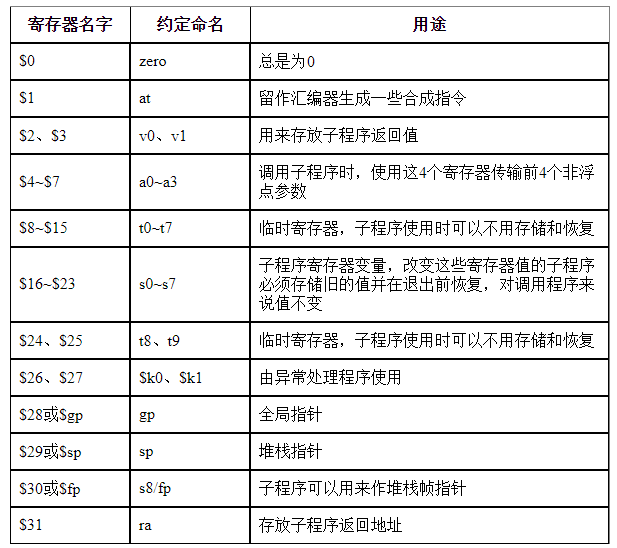 寄存器名字 约定命名 用途
$0 zero 总是为0
$1 at 留作汇编器生成一些合成指令
$2、$3 v0、v1 用来存放子程序返回值
$4~$7 a0~a3 调用子程序时，使用这4个寄存器传输前4个非浮
点参数
$8~$15 t0~t7 临时寄存器，子程序使用时可以不用存储和恢复
$16~$23 s0~s7 子程序寄存器变量，改变这些寄存器值的子程序
必须存储旧的值并在退出前恢复，对调用程序来
说值不变
$24、$25 t8、t9 临时寄存器，子程序使用时可以不用存储和恢复
$26、$27 $k0、$k1 由异常处理程序使用
$28或$gp gp 全局指针
$29或$sp sp 堆栈指针
$30或$fp s8/fp 子程序可以用来作堆栈帧指针
$31 ra 存放子程序返回地址